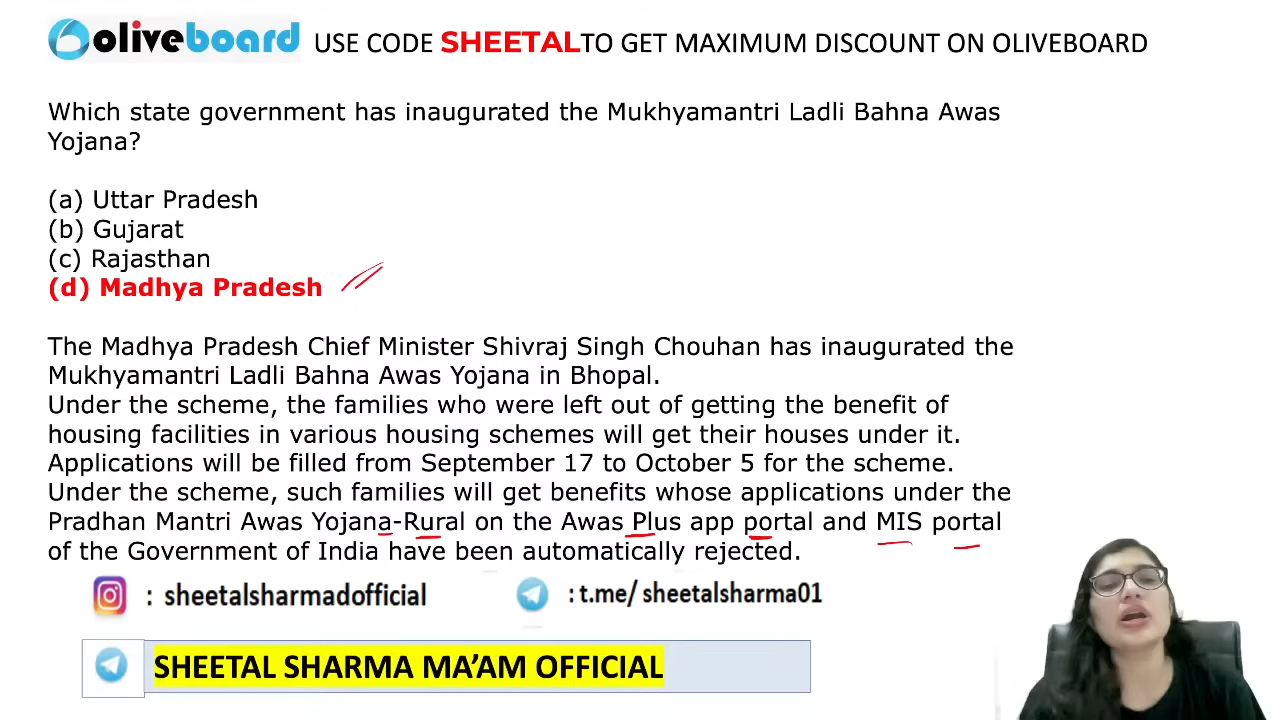 oliveboard USE CODE SHEETAL TO GET MAXIMUM DISCOUNT ON OLIVEBOARD
Which state government has inaugurated the Mukhyamantri Ladli Bahna Awas
Yojana?
(a) Uttar Pradesh
(b) Gujarat
(c) Rajasthan
(d) Madhya Pradesh
The Madhya Pradesh Chief Minister Shivraj Singh Chouhan has inaugurated the
Mukhyamantri Ladli Bahna Awas Yojana in Bhopal.
Under the scheme, the families who were left out of getting the benefit of
housing facilities in various housing schemes will get their houses under it.
Applications will be filled from September 17 to October 5 for the scheme.
Under the scheme, such families will get benefits whose applications under the
Pradhan Mantri Awas Yojana-Rural on the Awas Plus app portal and MIS portal
of the Government of India have been automatically rejected.
: sheetalsharmadofficial : t.me/ sheetalsharma01
SHEETAL SHARMA MA'AM OFFICIAL